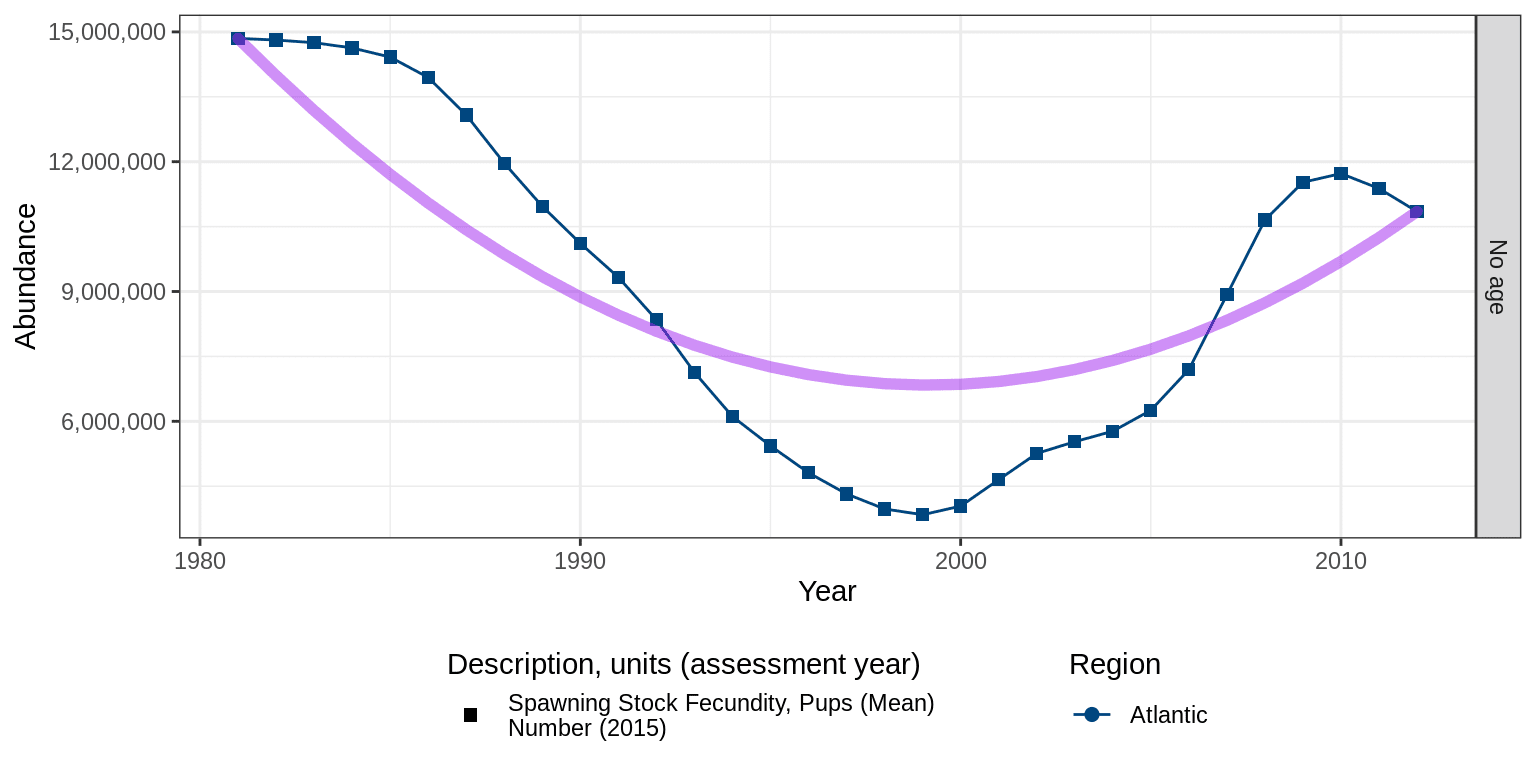 15,000,000
12,000,000
9,000,000
6,000,000
Abundance
No age
1980 1990 2000 2010
Year
Description, units (assessment year)
Spawning Stock Fecundity, Pups (Mean)
Number (2015)
Region
Atlantic